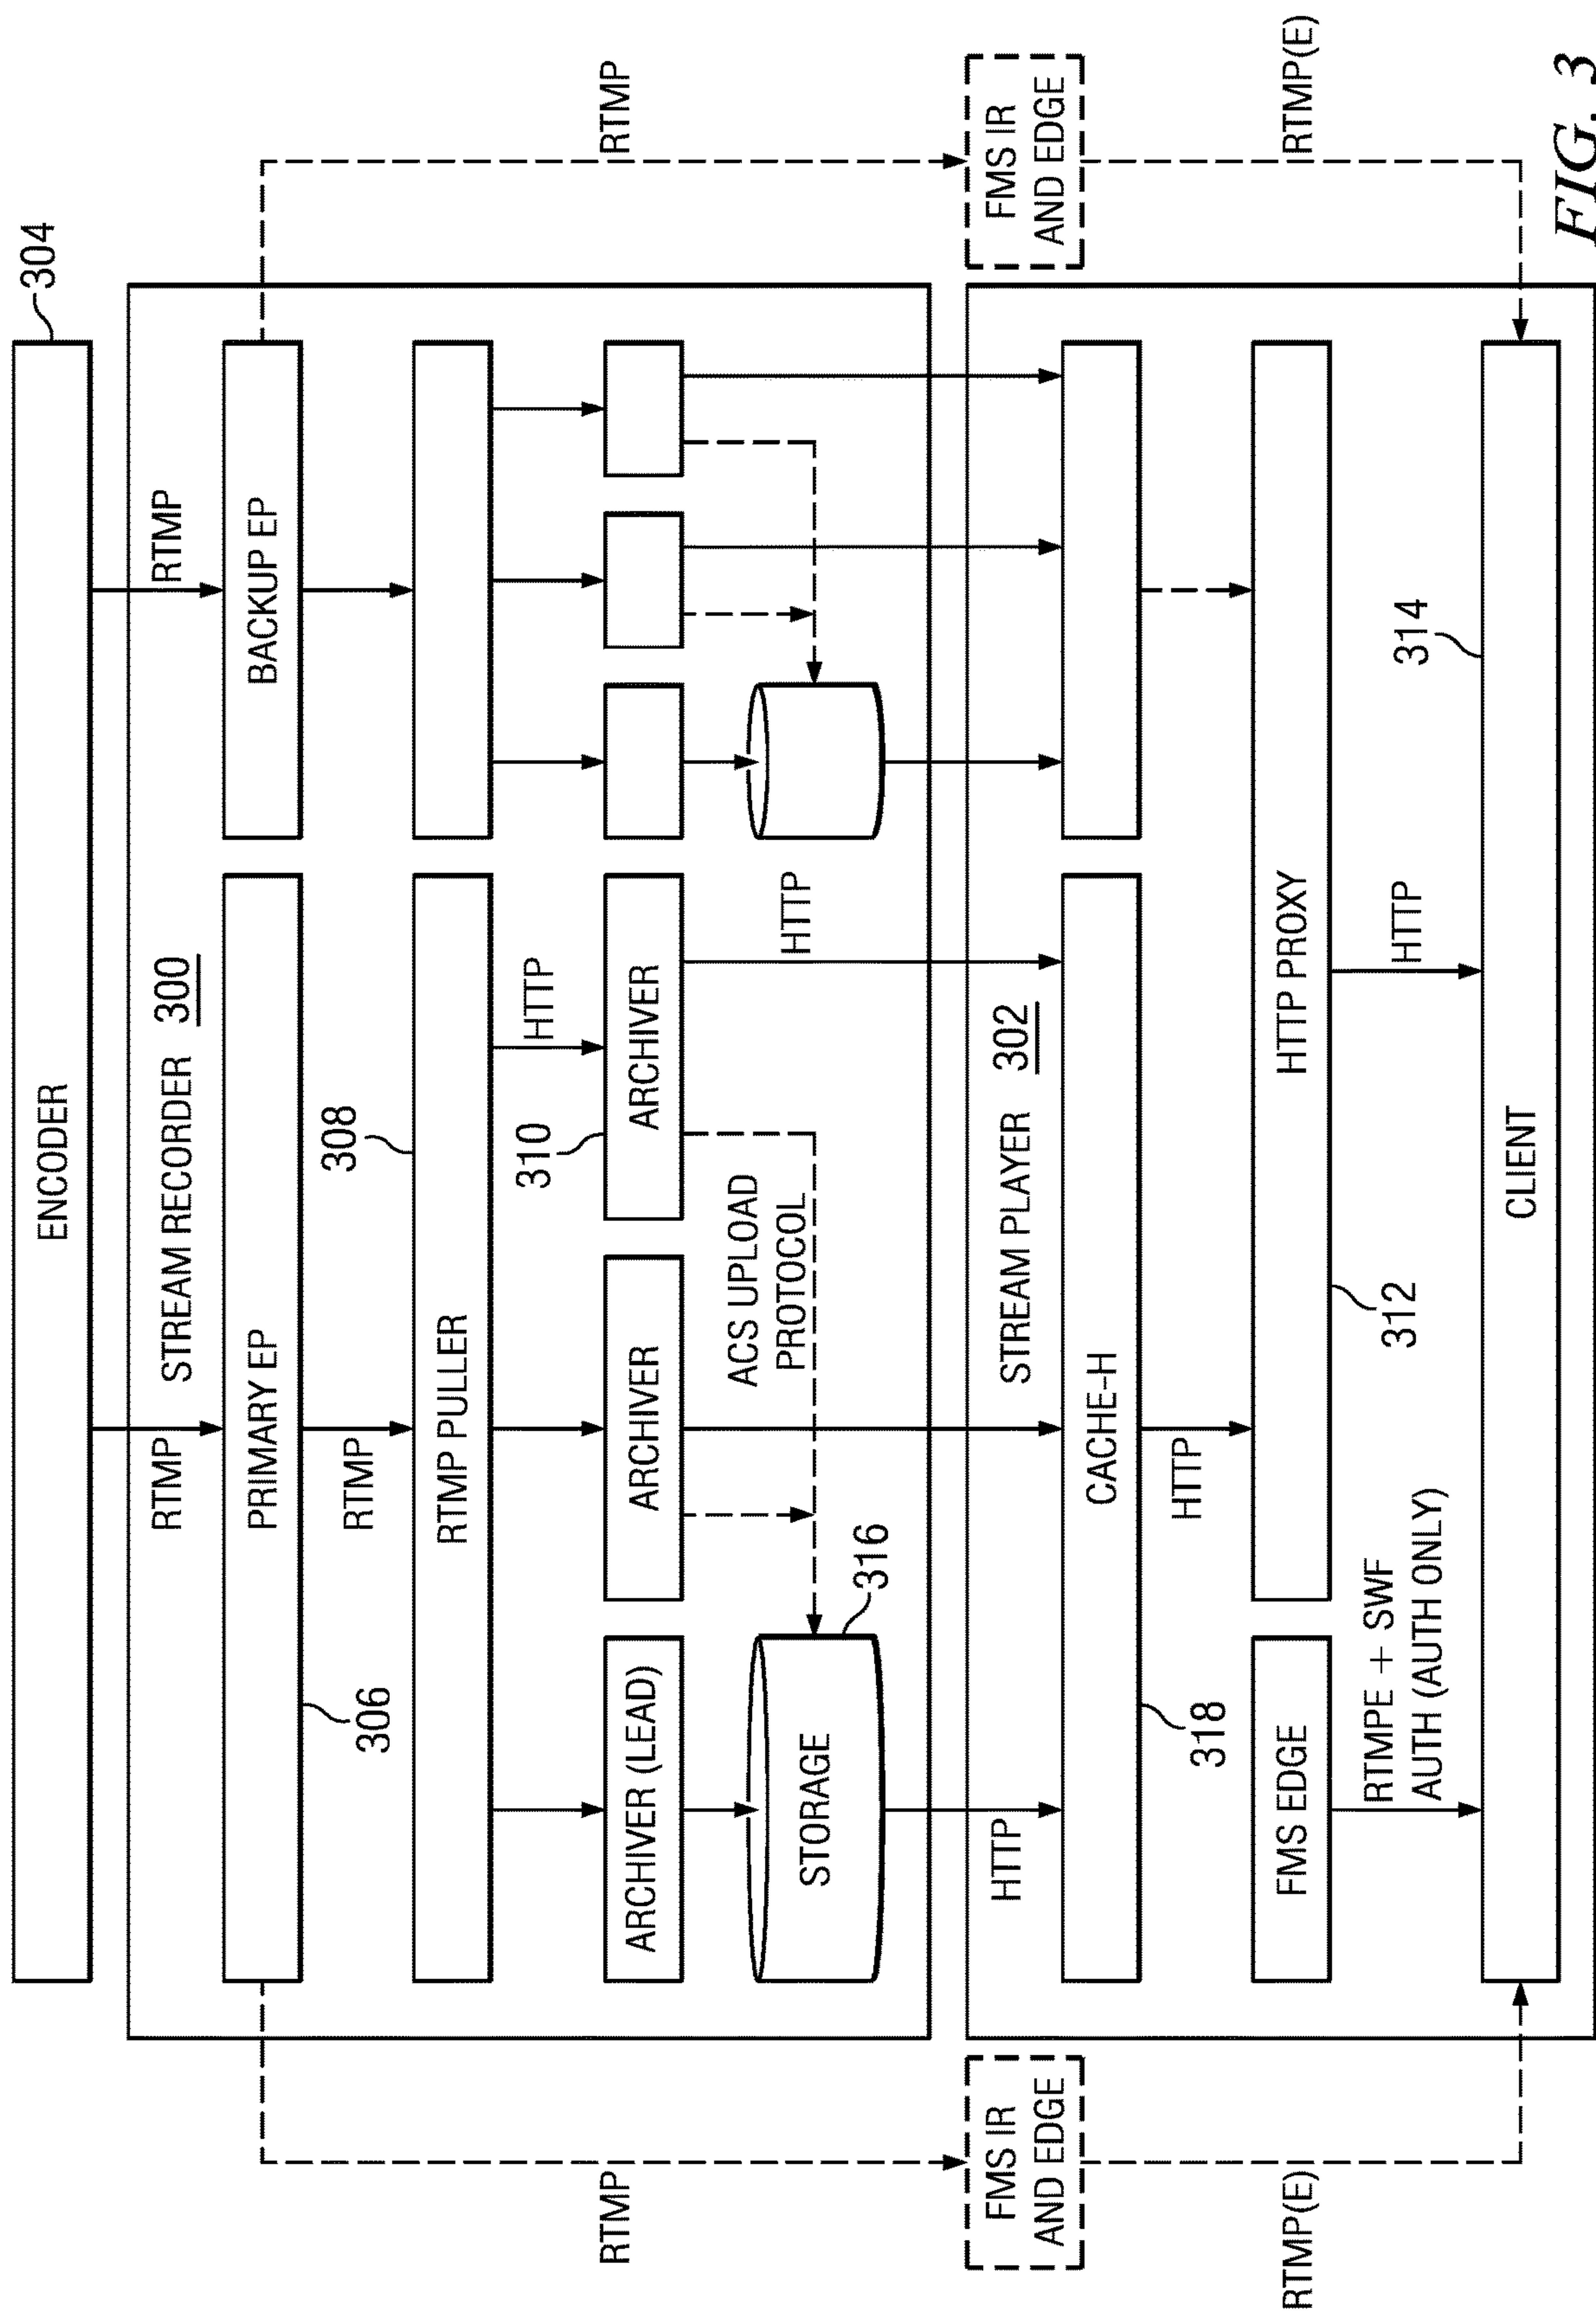 ENCODER
304
RTMP
STREAM RECORDER 300
RTMP
PRIMARY EP
306
BACKUP EP
RTMP
308
RTMP PULLER
HTTP
310
ARCHIVER (LEAD)
ARCHIVER
ARCHIVER
RTMP
RTMP
ACS UPLOAD
PROTOCOL
HTTP
STORAGE
316
HTTP
STREAM PLAYER 302
FMS IR
AND EDGE
FMS IR
AND EDGE
CACHE-H
318
HTTP
FMS EDGE
HTTP PROXY
312
RTMP(E)
RTMP(E)
RTMPE + SWF
AUTH (AUTH ONLY)
HTTP
314
CLIENT
FIG. 3